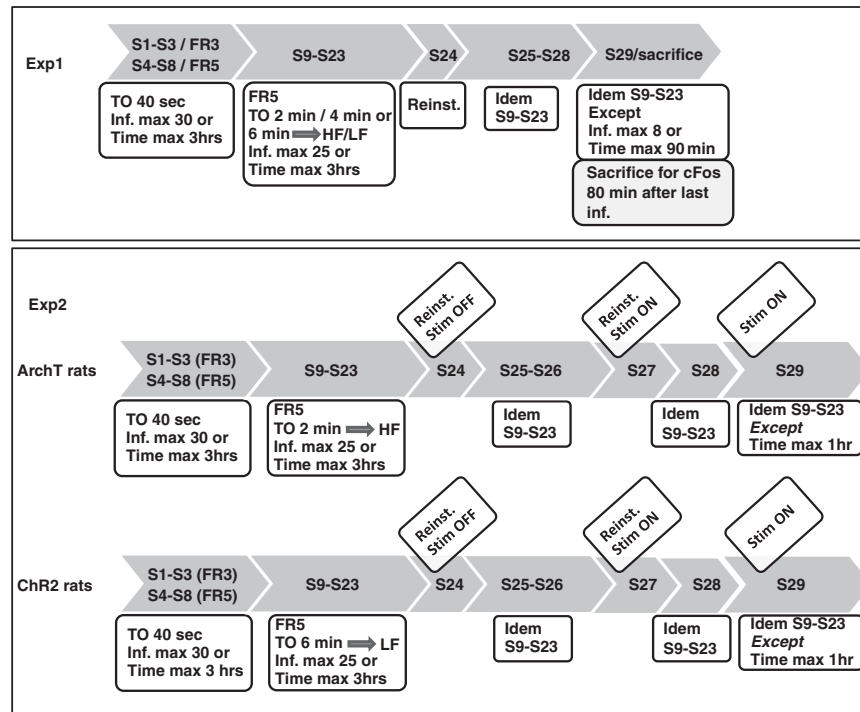 Exp1
S1-S3 / FR3
S4-S8 / FR5
S9-S23
S24
S25-S28
S29/sacrifice
TO 40 sec
Inf. max 30 or
Time max 3hrs
FR5
TO 2 min / 4 min or
6 min HF/LF
Inf. max 25 or
Time max 3hrs
Reinst.
Idem
S9-S23
Idem S9-S23
Except
Inf. max 8 or
Time max 90 min
Sacrifice for cFos
80 min after last
inf.
Exp2
Reinst.
Stim OFF
Reinst.
Stim ON
Stim ON
ArchT rats
S1-S3 (FR3)
S4-S8 (FR5)
S9-S23
S24
S25-S26
S27
S28
S29
TO 40 sec
Inf. max 30 or
Time max 3hrs
FR5
TO 2 min HF
Inf. max 25 or
Time max 3hrs
Idem
S9-S23
Idem
S9-S23
Idem S9-S23
Except
Time max 1hr
Reinst.
Stim OFF
Reinst.
Stim ON
Stim ON
ChR2 rats
S1-S3 (FR3)
S4-S8 (FR5)
S9-S23
S24
S25-S26
S27
S28
S29
TO 40 sec
Inf. max 30 or
Time max 3 hrs
FR5
TO 6 min LF
Inf. max 25 or
Time max 3hrs
Idem
S9-S23
Idem
S9-S23
Idem S9-S23
Except
Time max 1hr